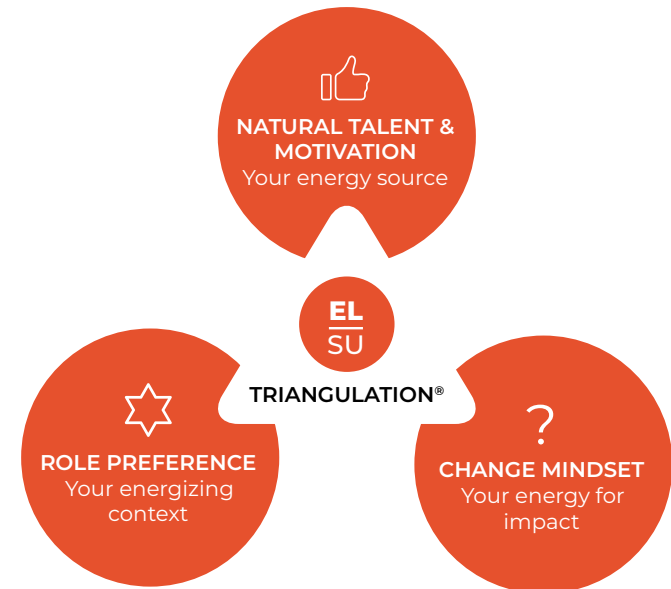 NATURAL TALENT &
MOTIVATION
Your energy source
EL
SU
TRIANGULATION®
ROLE PREFERENCE
Your energizing
context
?
CHANGE MINDSET
Your energy for
impact